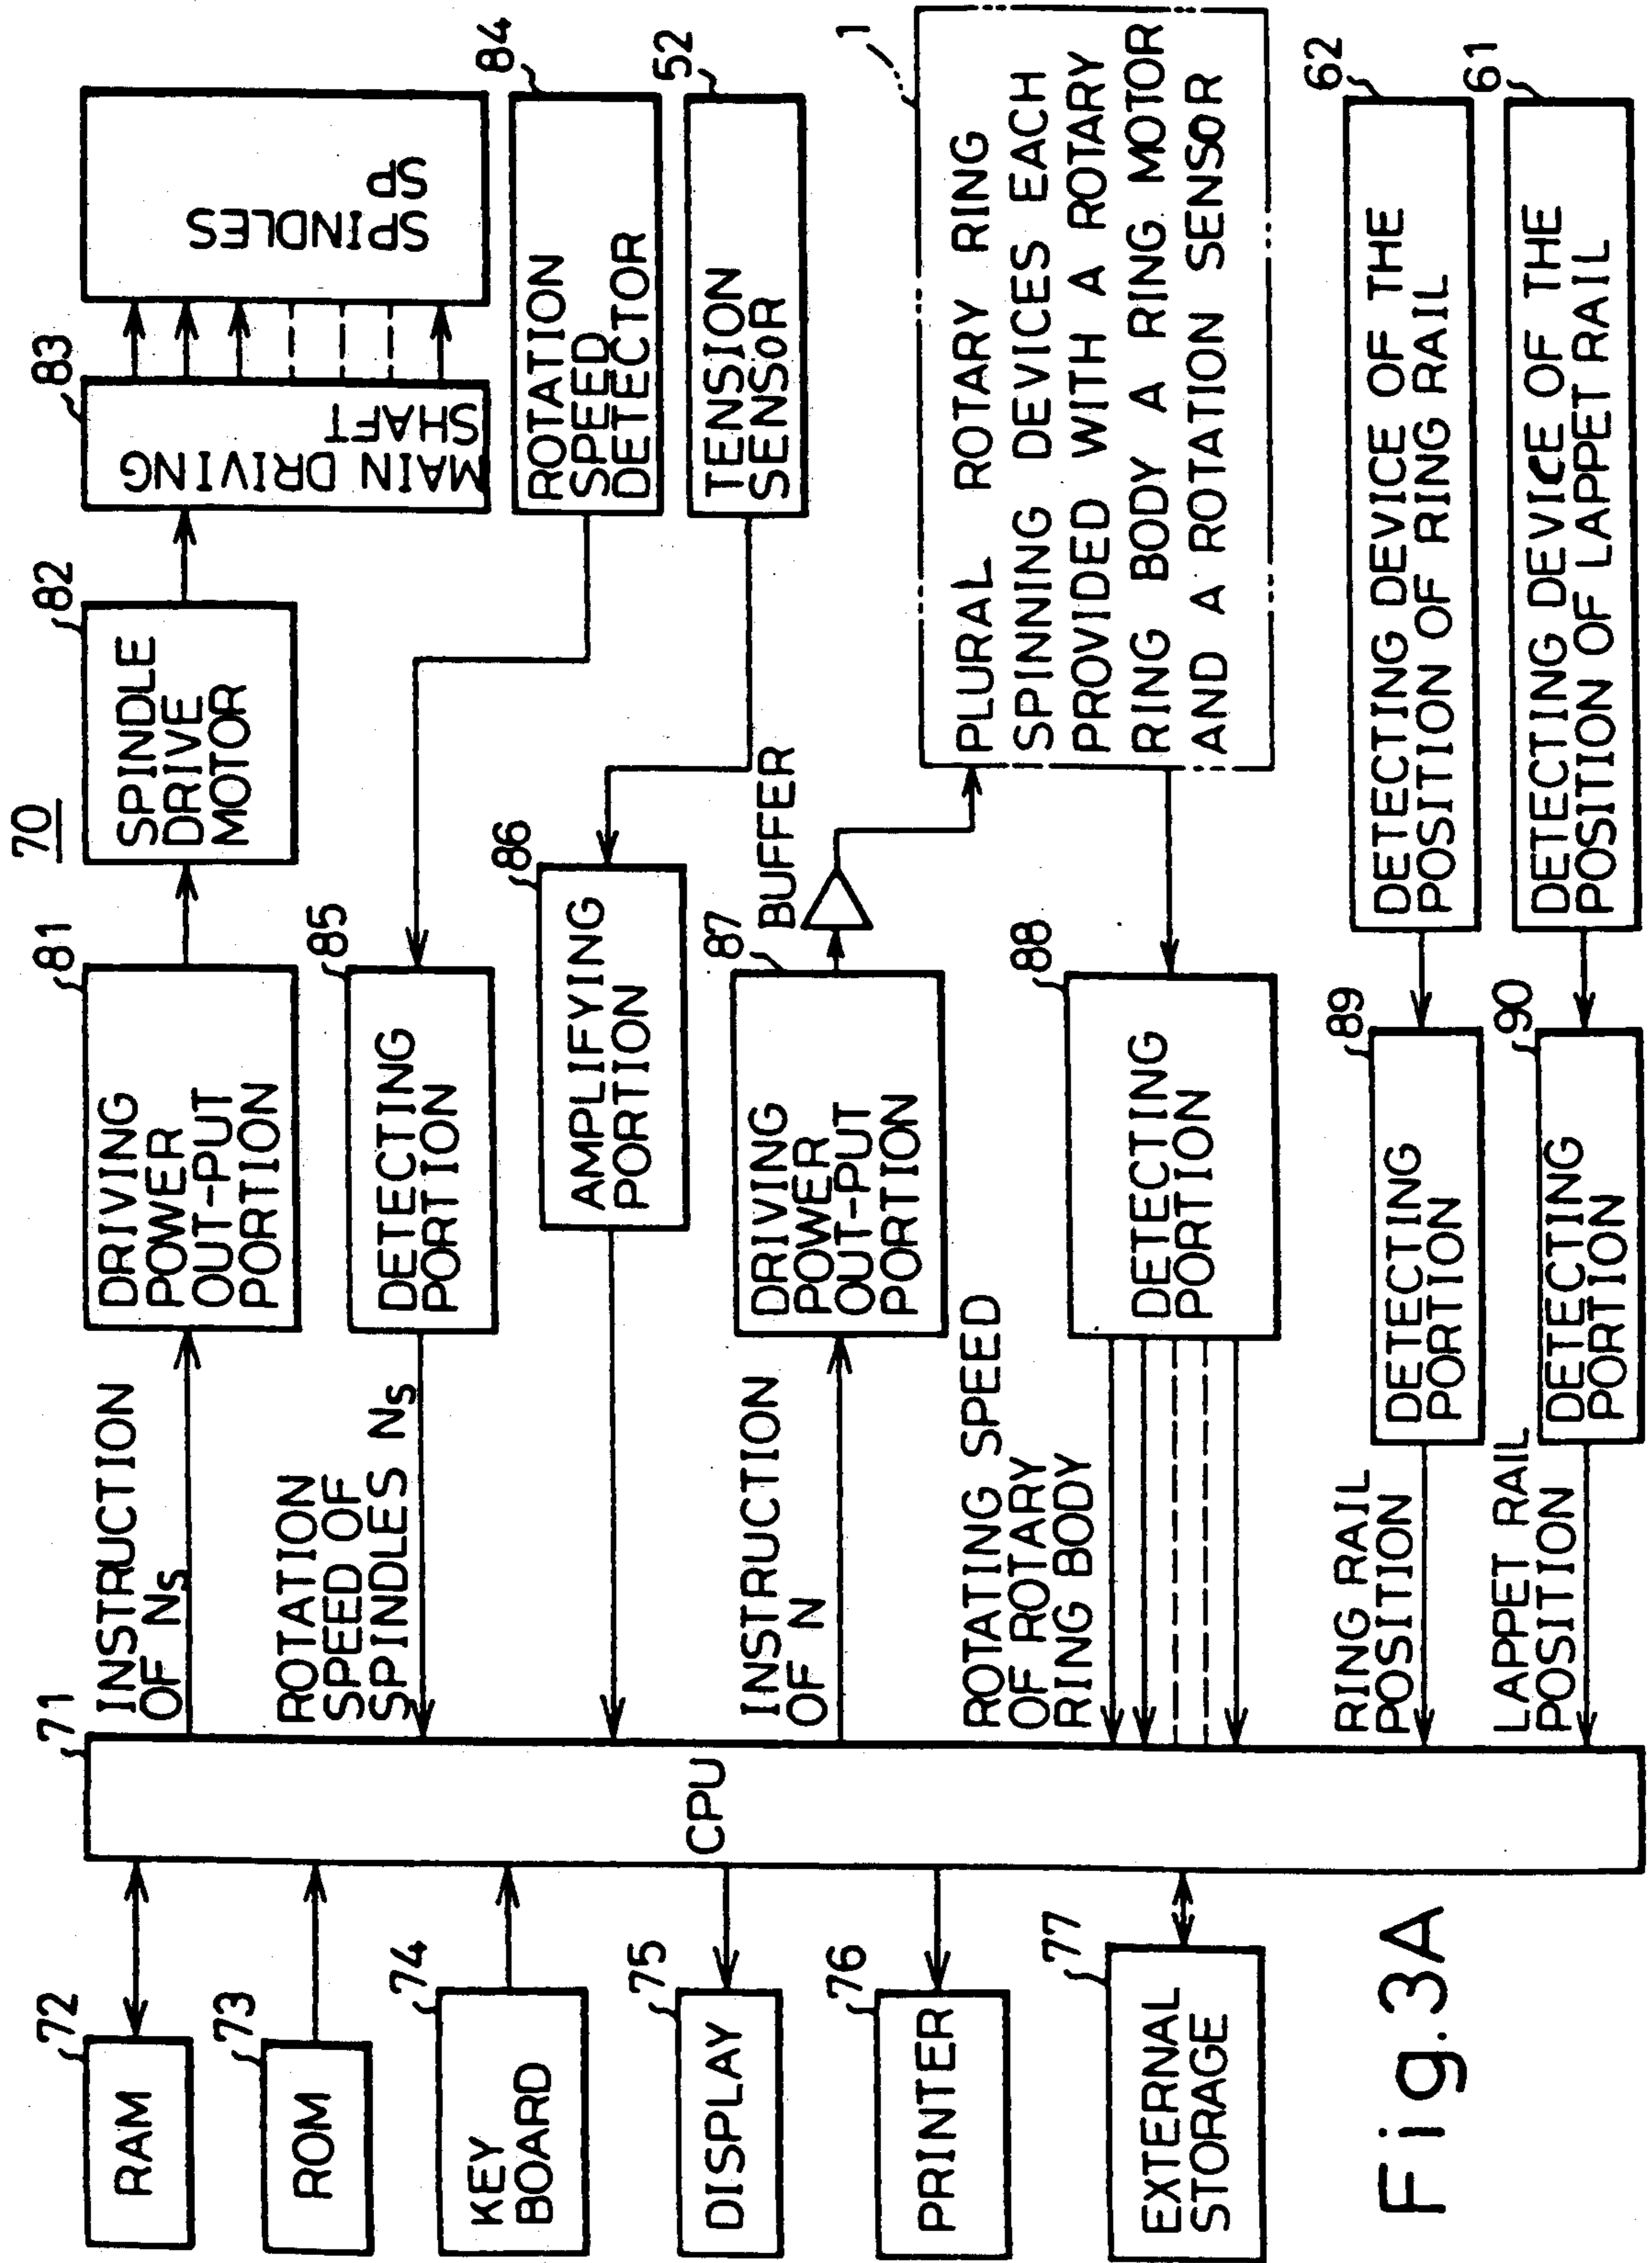 70
72
RAM
73
ROM
74
KEY
BOARD
75
DISPLAY
76
PRINTER
77
EXTERNAL
STORAGE
71
CPU
INSTRUCTION
OF Ns
81
DRIVING
POWER
OUT-PUT
PORTION
82
SPINDLE
DRIVE
MOTOR
83
MAIN DRIVING
SHAFT
SPINDLES
SP
ROTATION
SPEED OF
SPINDLES Ns
85
DETECTING
PORTION
84
ROTATION
SPEED
DETECTOR
86
AMPLIFYING
PORTION
52
TENSION
SENSOR
INSTRUCTION
OF N
87
DRIVING
POWER
OUT-PUT
PORTION
BUFFER
1
PLURAL ROTARY RING
SPINNING DEVICES EACH
PROVIDED WITH A ROTARY
RING BODY A RING MOTOR
AND A ROTATION SENSOR
ROTATING SPEED
OF ROTARY
RING BODY
88
DETECTING
PORTION
RING RAIL
POSITION
89
DETECTING
PORTION
62
DETECTING DEVICE OF THE
POSITION OF RING RAIL
LAPPET RAIL
POSITION
90
DETECTING
PORTION
61
DETECTING DEVICE OF THE
POSITION OF LAPPET RAIL
Fig.3A